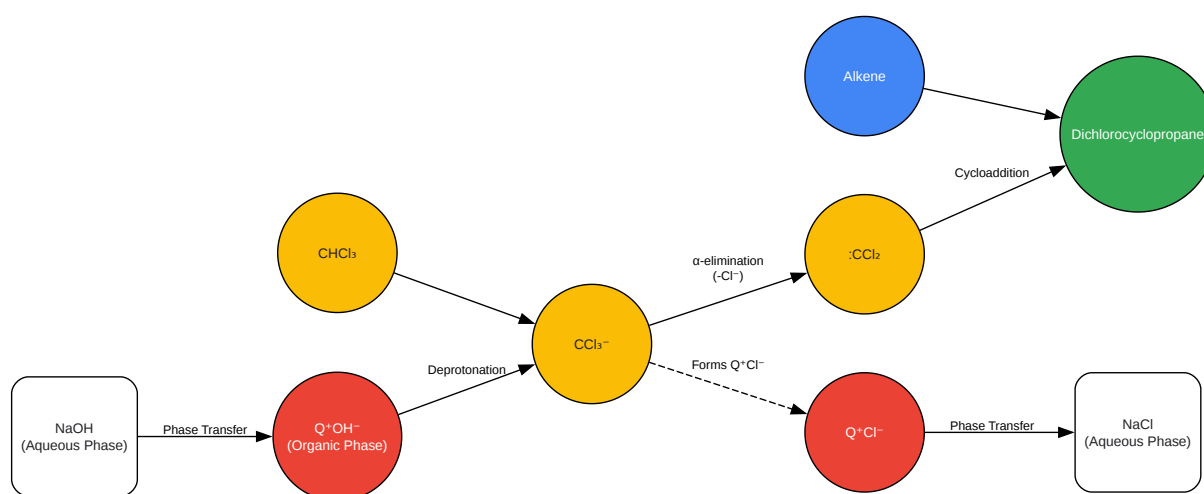 Alkene
Dichlorocyclopropane
Cycloaddition
CHCl₃
:CCl₂
α-elimination
(-Cl⁻)
CCl₃⁻
Deprotonation
Forms Q⁺Cl⁻
NaOH
(Aqueous Phase)
Phase Transfer
Q⁺OH⁻
(Organic Phase)
Q⁺Cl⁻
Phase Transfer
NaCl
(Aqueous Phase)